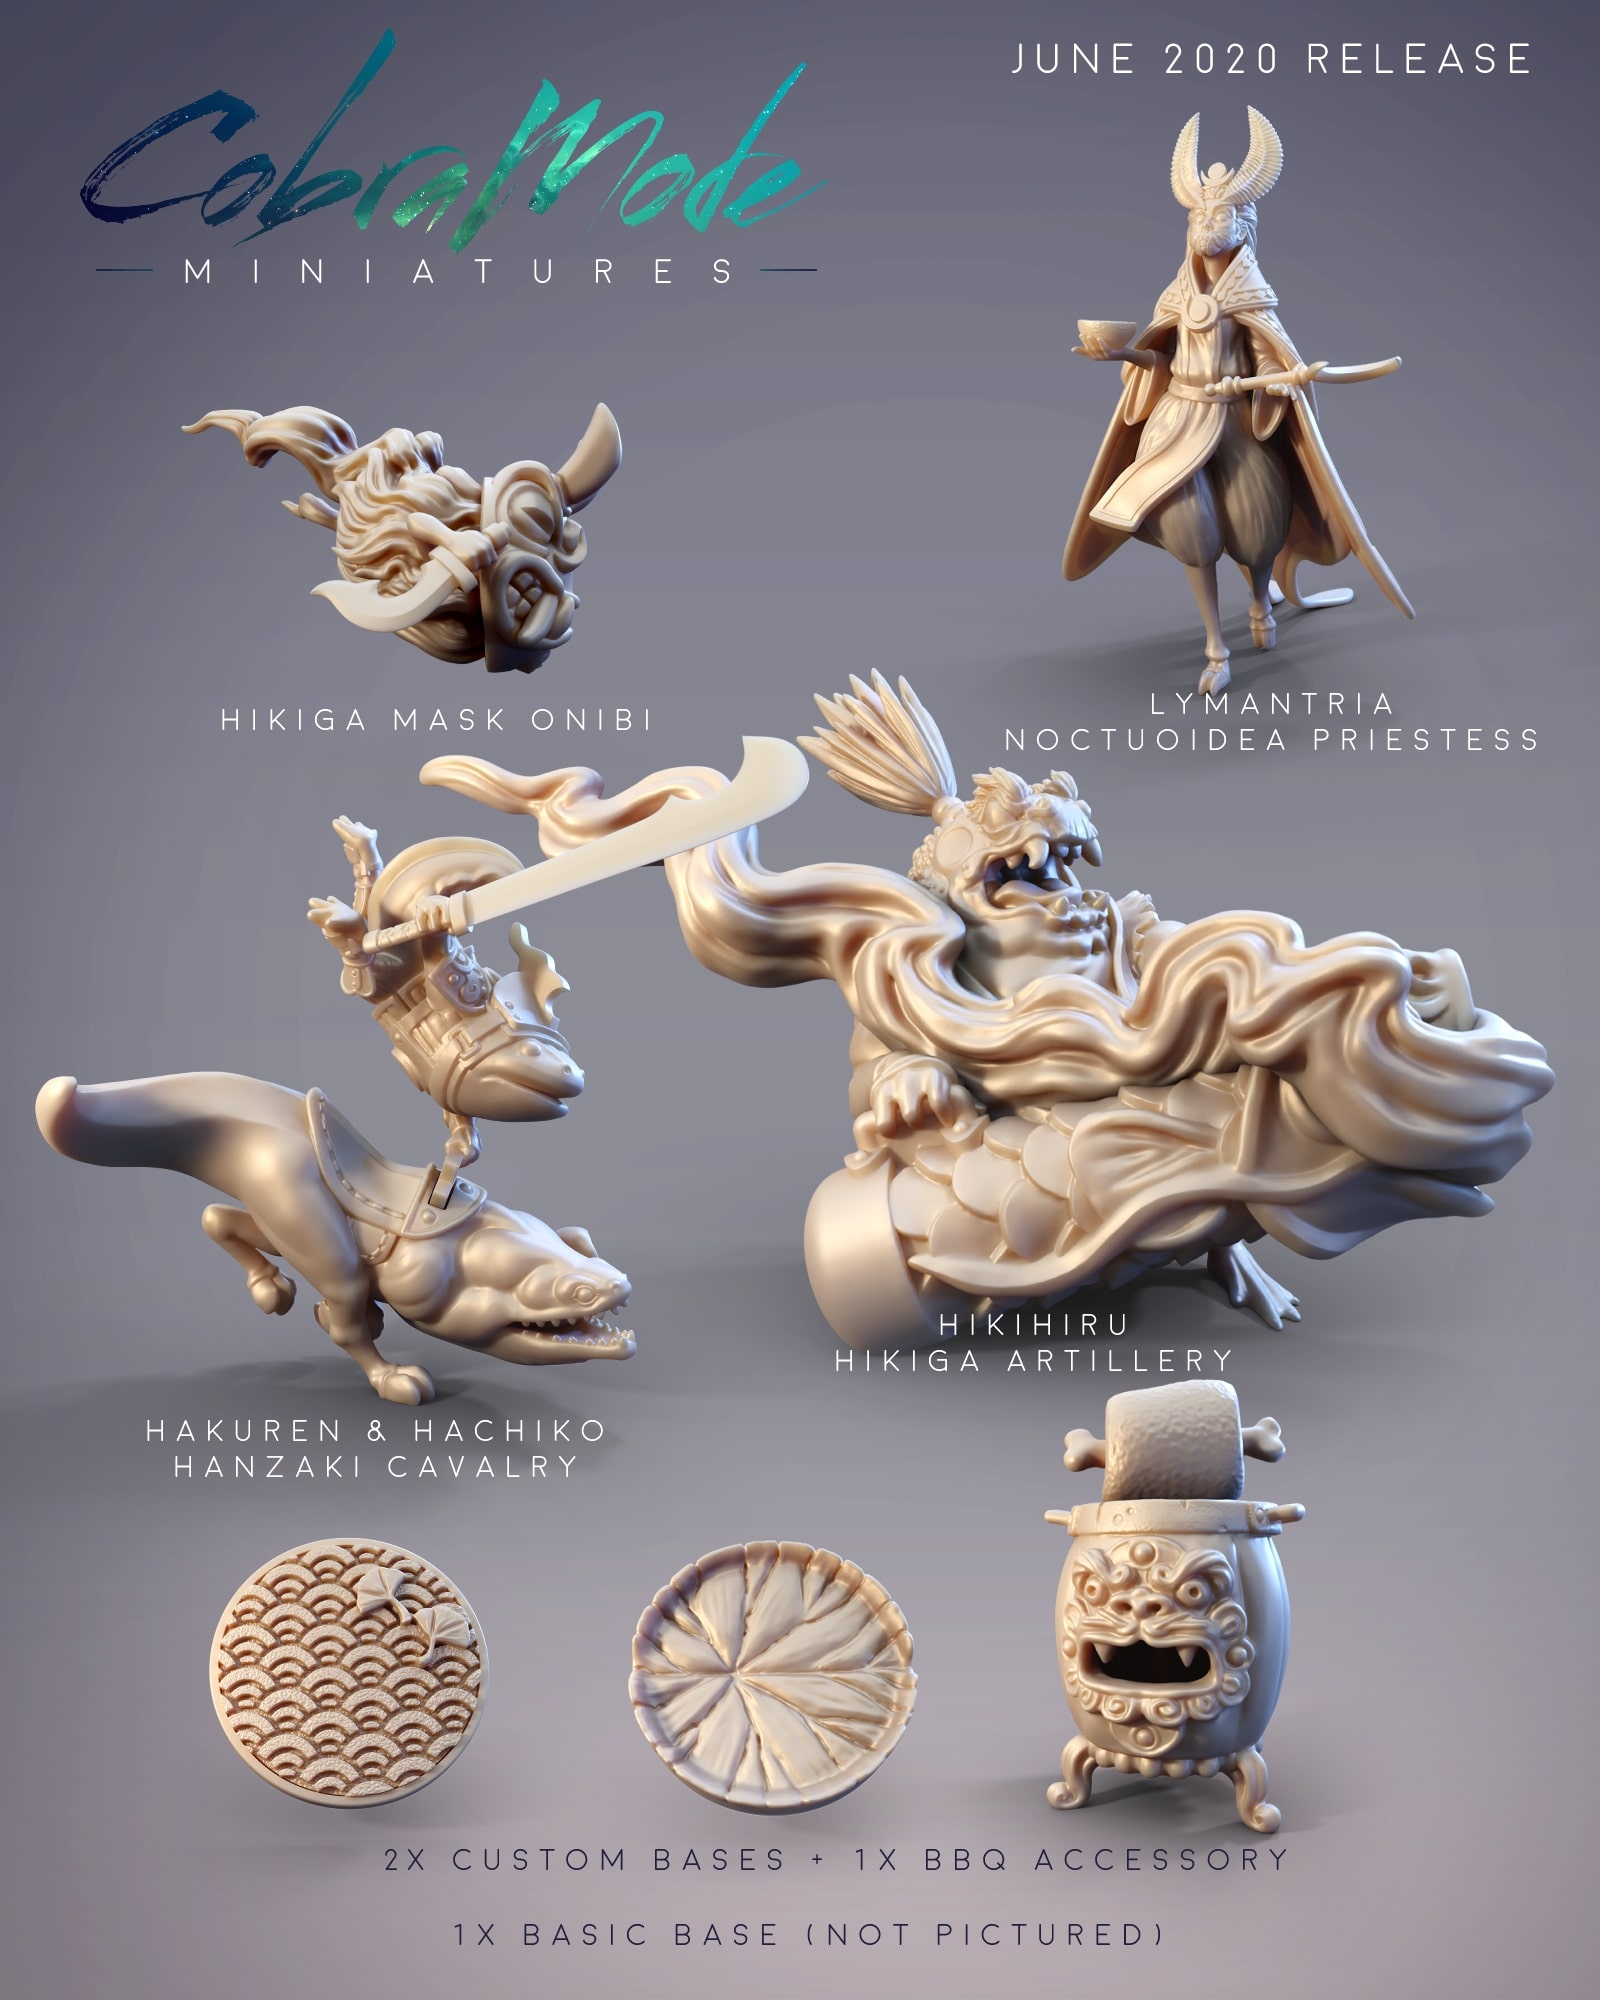 JUNE 2020 RELEASE
CobraMode
MINIATURES
HIKIGA MASK ONIBI
LYMANTRIA
NOCTUOIDEA PRIESTESS
HIKIHIRU
HIKIGA ARTILLERY
HAKUREN & HACHIKO
HANZAKI CAVALRY
2X CUSTOM BASES + 1X BBQ ACCESSORY
1X BASIC BASE (NOT PICTURED)